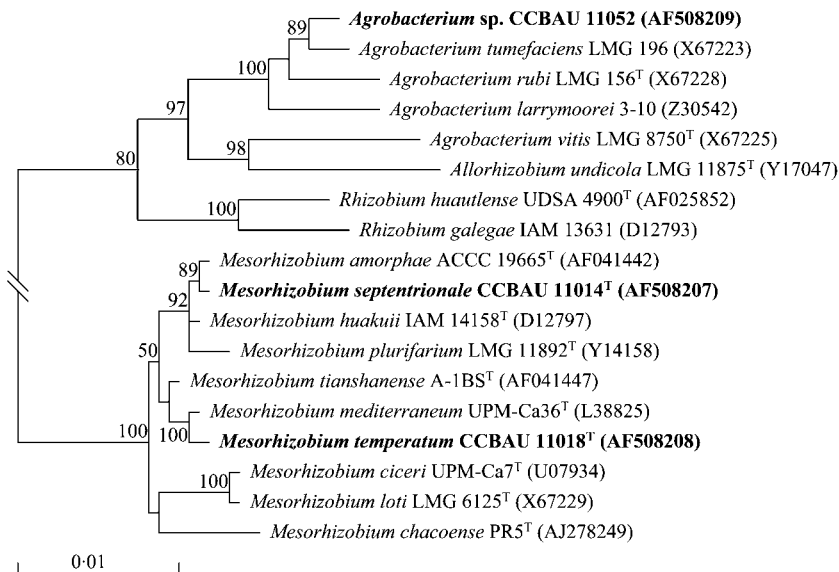 Agrobacterium sp. CCBAU 11052 (AF508209)
89
Agrobacterium tumefaciens LMG 196 (X67223)
100
Agrobacterium rubi LMG 156ᵀ (X67228)
97
Agrobacterium larrymoorei 3-10 (Z30542)
98
Agrobacterium vitis LMG 8750ᵀ (X67225)
80
Allorhizobium undicola LMG 11875ᵀ (Y17047)
100
Rhizobium huautlense UDSA 4900ᵀ (AF025852)
Rhizobium galegae IAM 13631 (D12793)
89
Mesorhizobium amorphae ACCC 19665ᵀ (AF041442)
Mesorhizobium septentrionale CCBAU 11014ᵀ (AF508207)
92
Mesorhizobium huakuii IAM 14158ᵀ (D12797)
50
Mesorhizobium plurifarium LMG 11892ᵀ (Y14158)
Mesorhizobium tianshanense A-1BSᵀ (AF041447)
Mesorhizobium mediterraneum UPM-Ca36ᵀ (L38825)
100
100
Mesorhizobium temperatum CCBAU 11018ᵀ (AF508208)
Mesorhizobium ciceri UPM-Ca7ᵀ (U07934)
100
Mesorhizobium loti LMG 6125ᵀ (X67229)
Mesorhizobium chacoense PR5ᵀ (AJ278249)
0·01